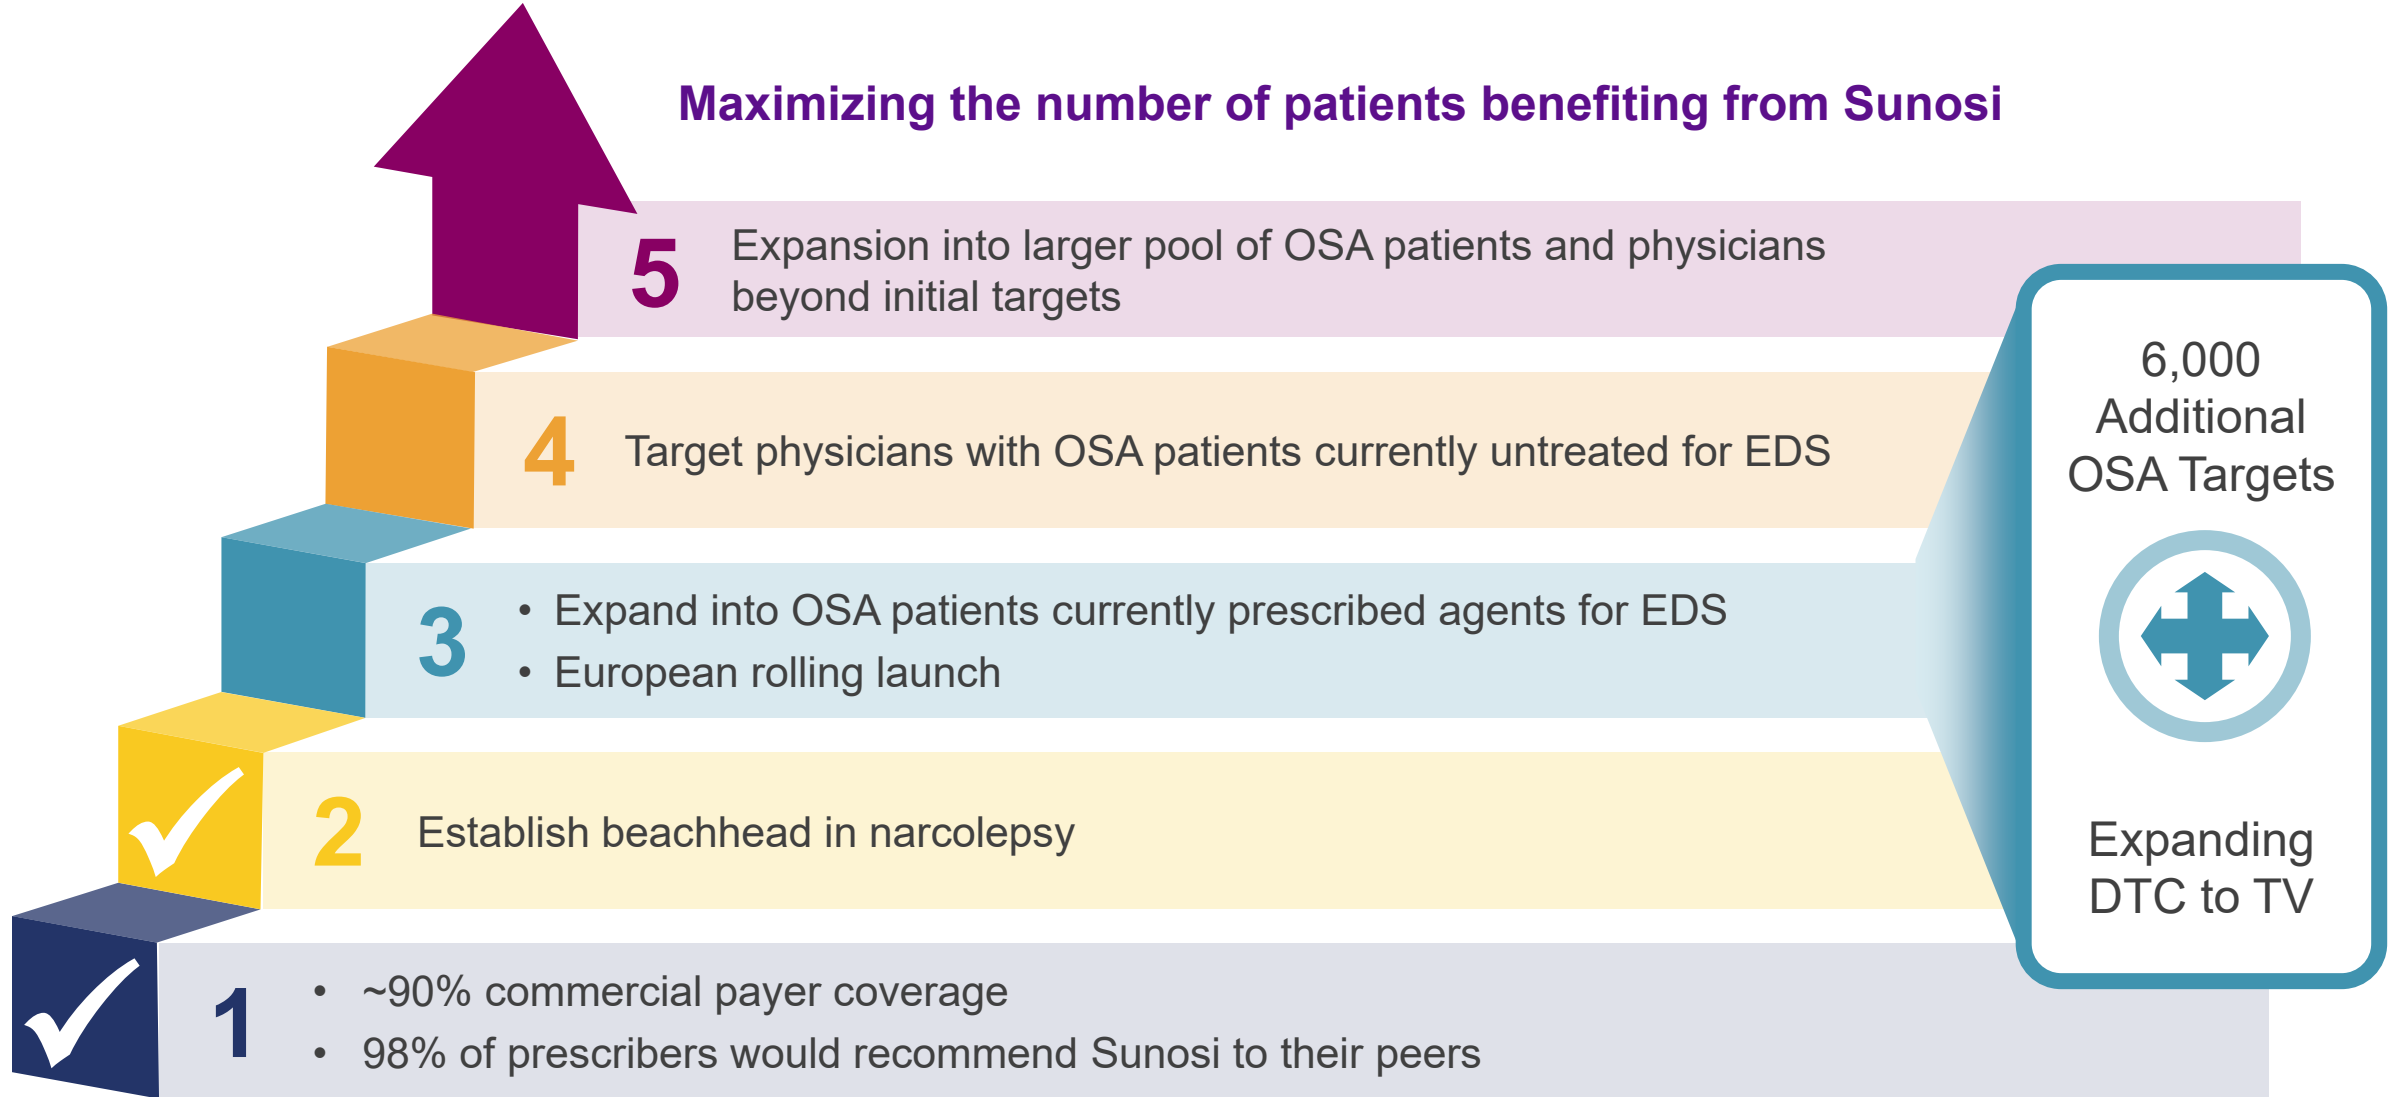 Maximizing the number of patients benefiting from Sunosi
5
Expansion into larger pool of OSA patients and physicians
beyond initial targets
4
Target physicians with OSA patients currently untreated for EDS
3
• Expand into OSA patients currently prescribed agents for EDS
• European rolling launch
2
Establish beachhead in narcolepsy
1
• ~90% commercial payer coverage
• 98% of prescribers would recommend Sunosi to their peers
6,000
Additional
OSA Targets
Expanding
DTC to TV